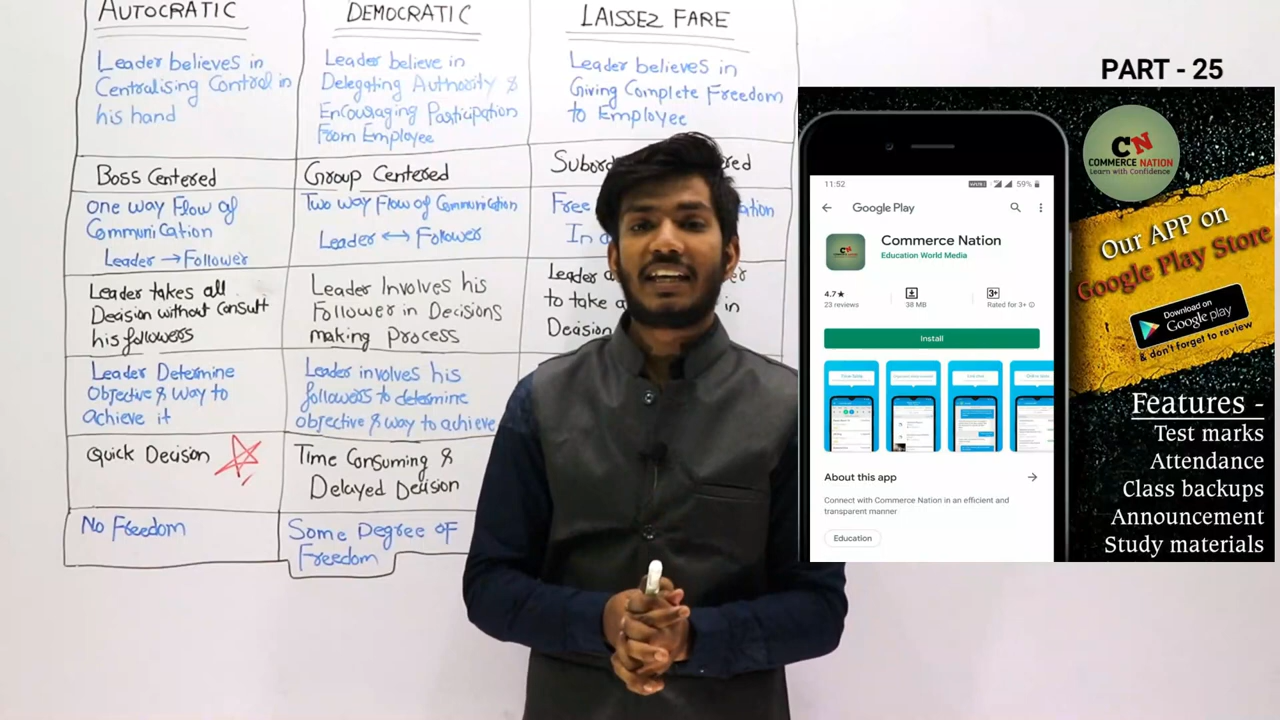 AUTOCRATIC
Leader believes in
Centralising Control in
his hand
Boss Centered
One way Flow of
Communication
Leader → Follower
Leader takes all
Decision without Consult
his followers
Leader Determine
Objective & Way to
achieve it
Quick Decision
No Freedom
DEMOCRATIC
Leader believe in
Delegating Authority &
Encouraging Participation
From Employee
Group Centered
Two way Flow of Communication
Leader ↔ Follower
Leader Involves his
Follower in Decisions
making Process
Leader involves his
followers to determine
objective & way to achieve
Time Consuming &
Delayed Decision
Some Degree of
Freedom
LAISSEZ FARE
Leader believes in
Giving Complete Freedom
to Employee
Free
Leader
to take in
Decision
PART - 25
CN
COMMERCE NATION
Learn with Confidence
11:52
59%
Google Play
Commerce Nation
Education World Media
4.7★
23 reviews
38 MB
3+
Rated for 3+
Install
About this app
Connect with Commerce Nation in an efficient and
transparent manner
Education
Our APP on
Google Play Store
Download on
Google play
& don't forget to review
Features -
Test marks
Attendance
Class backups
Announcement
Study materials